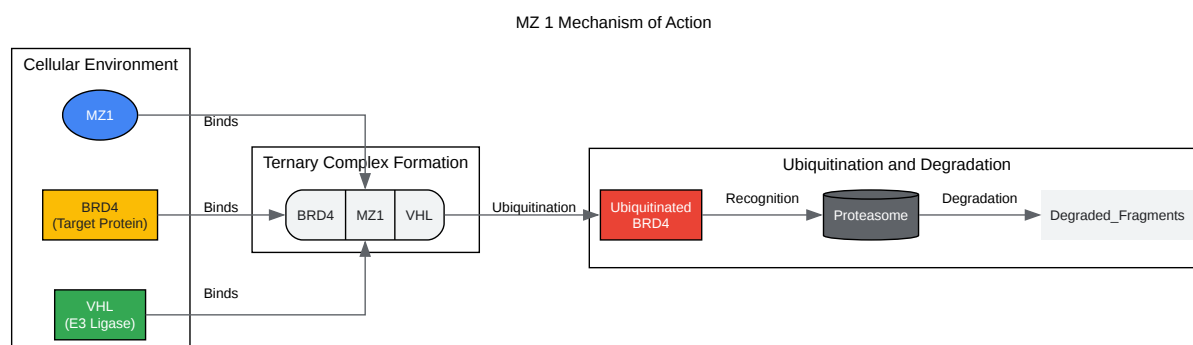 MZ 1 Mechanism of Action
Cellular Environment
MZ1
Binds
BRD4
(Target Protein)
Binds
VHL
(E3 Ligase)
Binds
Ternary Complex Formation
BRD4
MZ1
VHL
Ubiquitination
Ubiquitination and Degradation
Ubiquitinated
BRD4
Recognition
Proteasome
Degradation
Degraded_Fragments